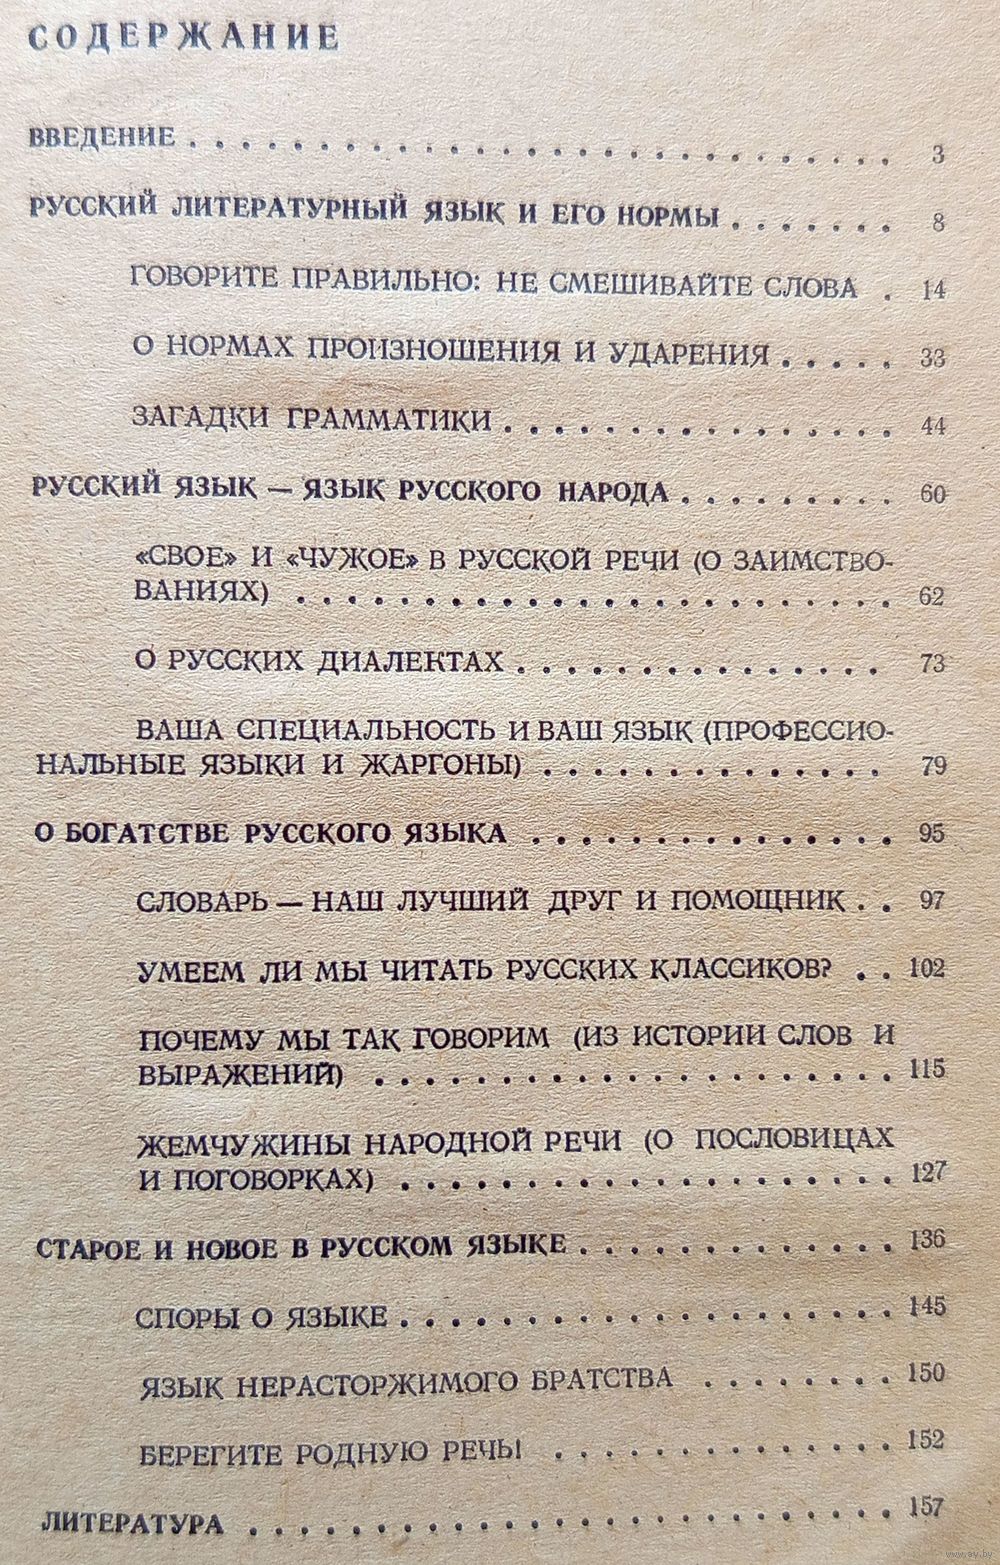 СОДЕРЖАНИЕ
ВВЕДЕНИЕ . . . . . . . . . . . . . . . . . . . . . . . . . . . 3
РУССКИЙ ЛИТЕРАТУРНЫЙ ЯЗЫК И ЕГО НОРМЫ . . . . . . . 8
ГОВОРИТЕ ПРАВИЛЬНО: НЕ СМЕШИВАЙТЕ СЛОВА . 14
О НОРМАХ ПРОИЗНОШЕНИЯ И УДАРЕНИЯ . . . . . 33
ЗАГАДКИ ГРАММАТИКИ . . . . . . . . . . . . . . . . 44
РУССКИЙ ЯЗЫК — ЯЗЫК РУССКОГО НАРОДА . . . . . . . . . 60
«СВОЕ» И «ЧУЖОЕ» В РУССКОЙ РЕЧИ (О ЗАИМСТВО-
ВАНИЯХ) . . . . . . . . . . . . . . . . . . . . . . . . 62
О РУССКИХ ДИАЛЕКТАХ . . . . . . . . . . . . . . . 73
ВАША СПЕЦИАЛЬНОСТЬ И ВАШ ЯЗЫК (ПРОФЕССИО-
НАЛЬНЫЕ ЯЗЫКИ И ЖАРГОНЫ) . . . . . . . . . . . . . . 79
О БОГАТСТВЕ РУССКОГО ЯЗЫКА . . . . . . . . . . . . . . . 95
СЛОВАРЬ — НАШ ЛУЧШИЙ ДРУГ И ПОМОЩНИК . . 97
УМЕЕМ ЛИ МЫ ЧИТАТЬ РУССКИХ КЛАССИКОВ? . . 102
ПОЧЕМУ МЫ ТАК ГОВОРИМ (ИЗ ИСТОРИИ СЛОВ И
ВЫРАЖЕНИЙ) . . . . . . . . . . . . . . . . . . . . . 115
ЖЕМЧУЖИНЫ НАРОДНОЙ РЕЧИ (О ПОСЛОВИЦАХ
И ПОГОВОРКАХ) . . . . . . . . . . . . . . . . . . . . 127
СТАРОЕ И НОВОЕ В РУССКОМ ЯЗЫКЕ . . . . . . . . . . . . . 136
СПОРЫ О ЯЗЫКЕ . . . . . . . . . . . . . . . . . . . . 145
ЯЗЫК НЕРАСТОРЖИМОГО БРАТСТВА . . . . . . . . 150
БЕРЕГИТЕ РОДНУЮ РЕЧЬ! . . . . . . . . . . . . . . 152
ЛИТЕРАТУРА . . . . . . . . . . . . . . . . . . . . . . . . . 157
www.ay.by